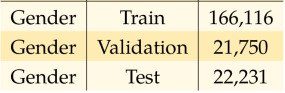 Gender Train 166,116
Gender Validation 21,750
Gender Test 22,231